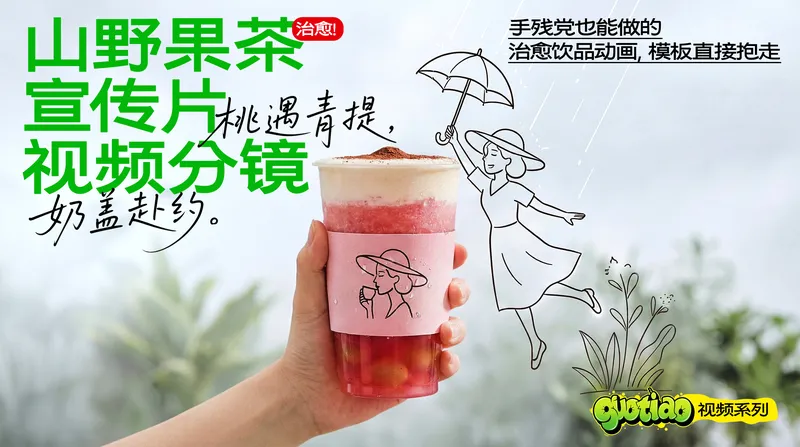 山野果茶
治愈!
宣传片
视频分镜
桃遇青提,
奶盖赴约。
手残党也能做的
治愈饮品动画, 模板直接抱走
guotiao
视频系列